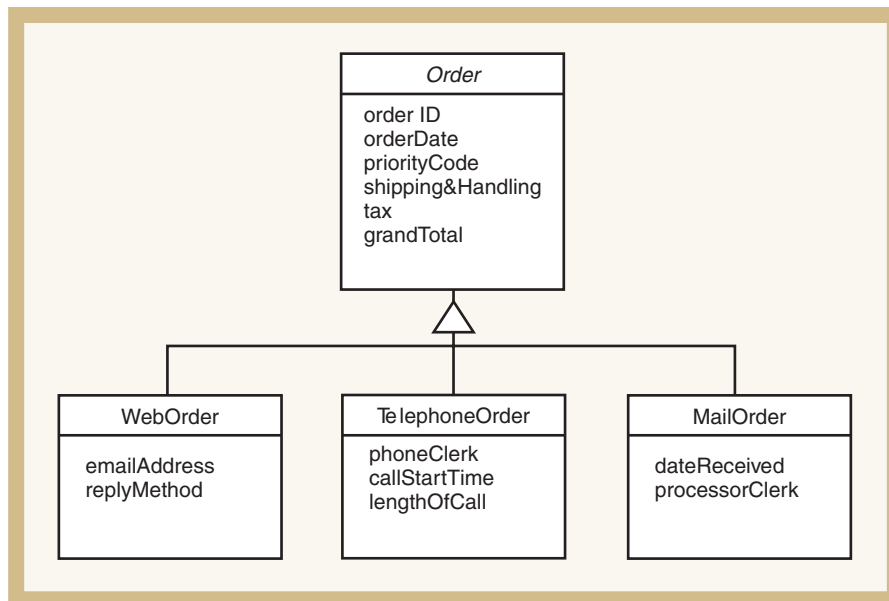 Order
order ID
orderDate
priorityCode
shipping&Handling
tax
grandTotal
WebOrder
emailAddress
replyMethod
TelephoneOrder
phoneClerk
callStartTime
lengthOfCall
MailOrder
dateReceived
processorClerk